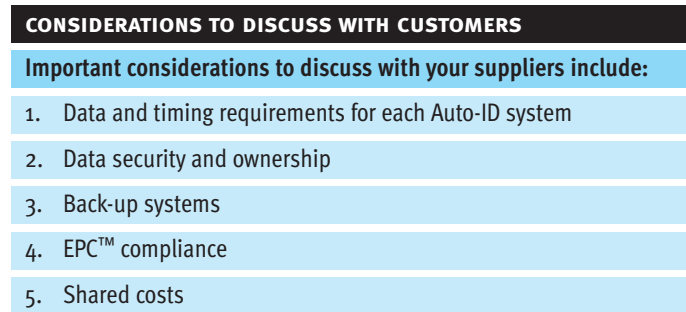 CONSIDERATIONS TO DISCUSS WITH CUSTOMERS
Important considerations to discuss with your suppliers include:
1. Data and timing requirements for each Auto-ID system
2. Data security and ownership
3. Back-up systems
4. EPC™ compliance
5. Shared costs